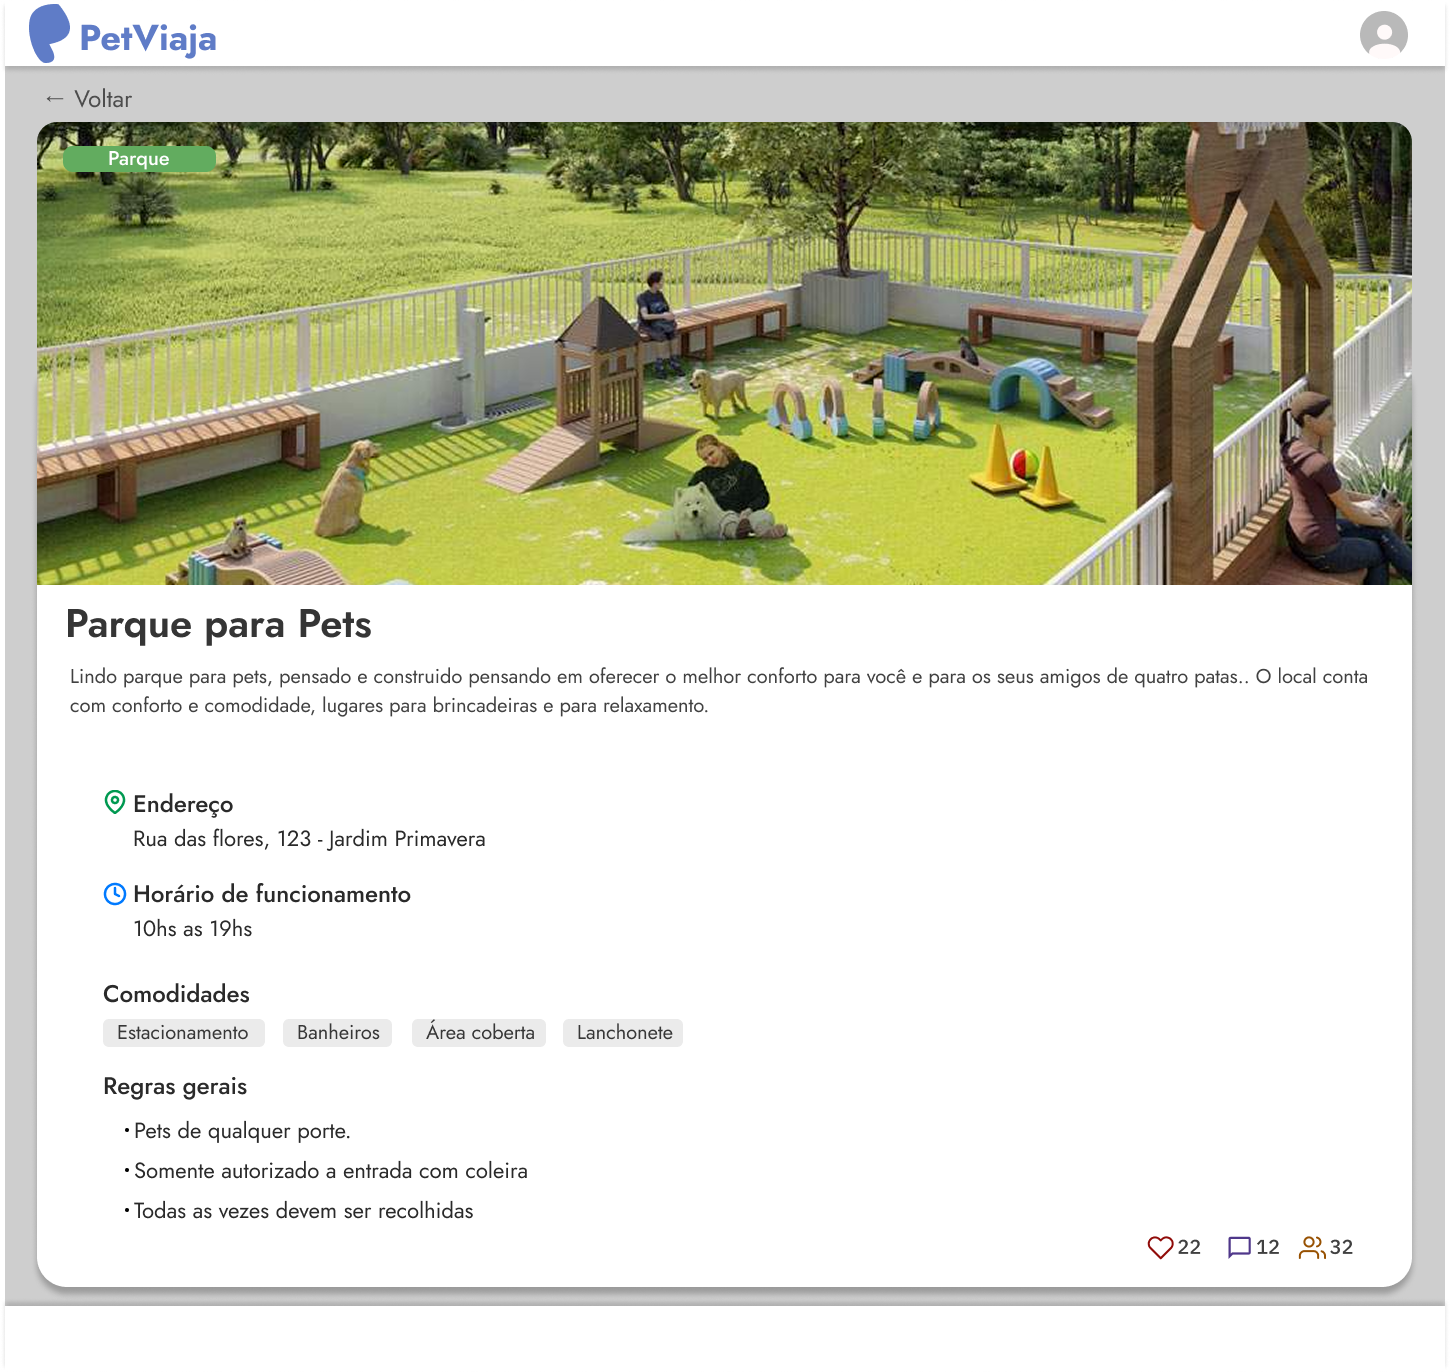 PetViaja
← Voltar
Parque
Parque para Pets
Lindo parque para pets, pensado e construido pensando em oferecer o melhor conforto para você e para os seus amigos de quatro patas.. O local conta
com conforto e comodidade, lugares para brincadeiras e para relaxamento.
Endereço
Rua das flores, 123 - Jardim Primavera
Horário de funcionamento
10hs as 19hs
Comodidades
Estacionamento Banheiros Área coberta Lanchonete
Regras gerais
• Pets de qualquer porte.
• Somente autorizado a entrada com coleira
• Todas as vezes devem ser recolhidas
22 12 32